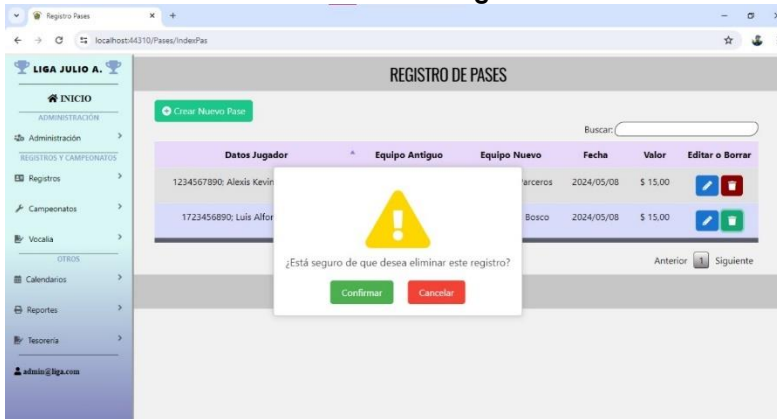 Registro Pases
localhost:44310/Pases/IndexPas
LIGA JULIO A.
REGISTRO DE PASES
INICIO
ADMINISTRACIÓN
Crear Nuevo Pase
Administración
Buscar:
REGISTROS Y CAMPEONATOS
Datos Jugador Equipo Antiguo Equipo Nuevo Fecha Valor Editar o Borrar
Registros
1234567890; Alexis Kevin arceros 2024/05/08 $ 15,00
Campeonatos
1723456890; Luis Alfor Bosco 2024/05/08 $ 15,00
Vocalia
OTROS
¿Está seguro de que desea eliminar este registro?
Anterior 1 Siguiente
Calendarios
Confirmar Cancelar
Reportes
Tesorería
admin@liga.com